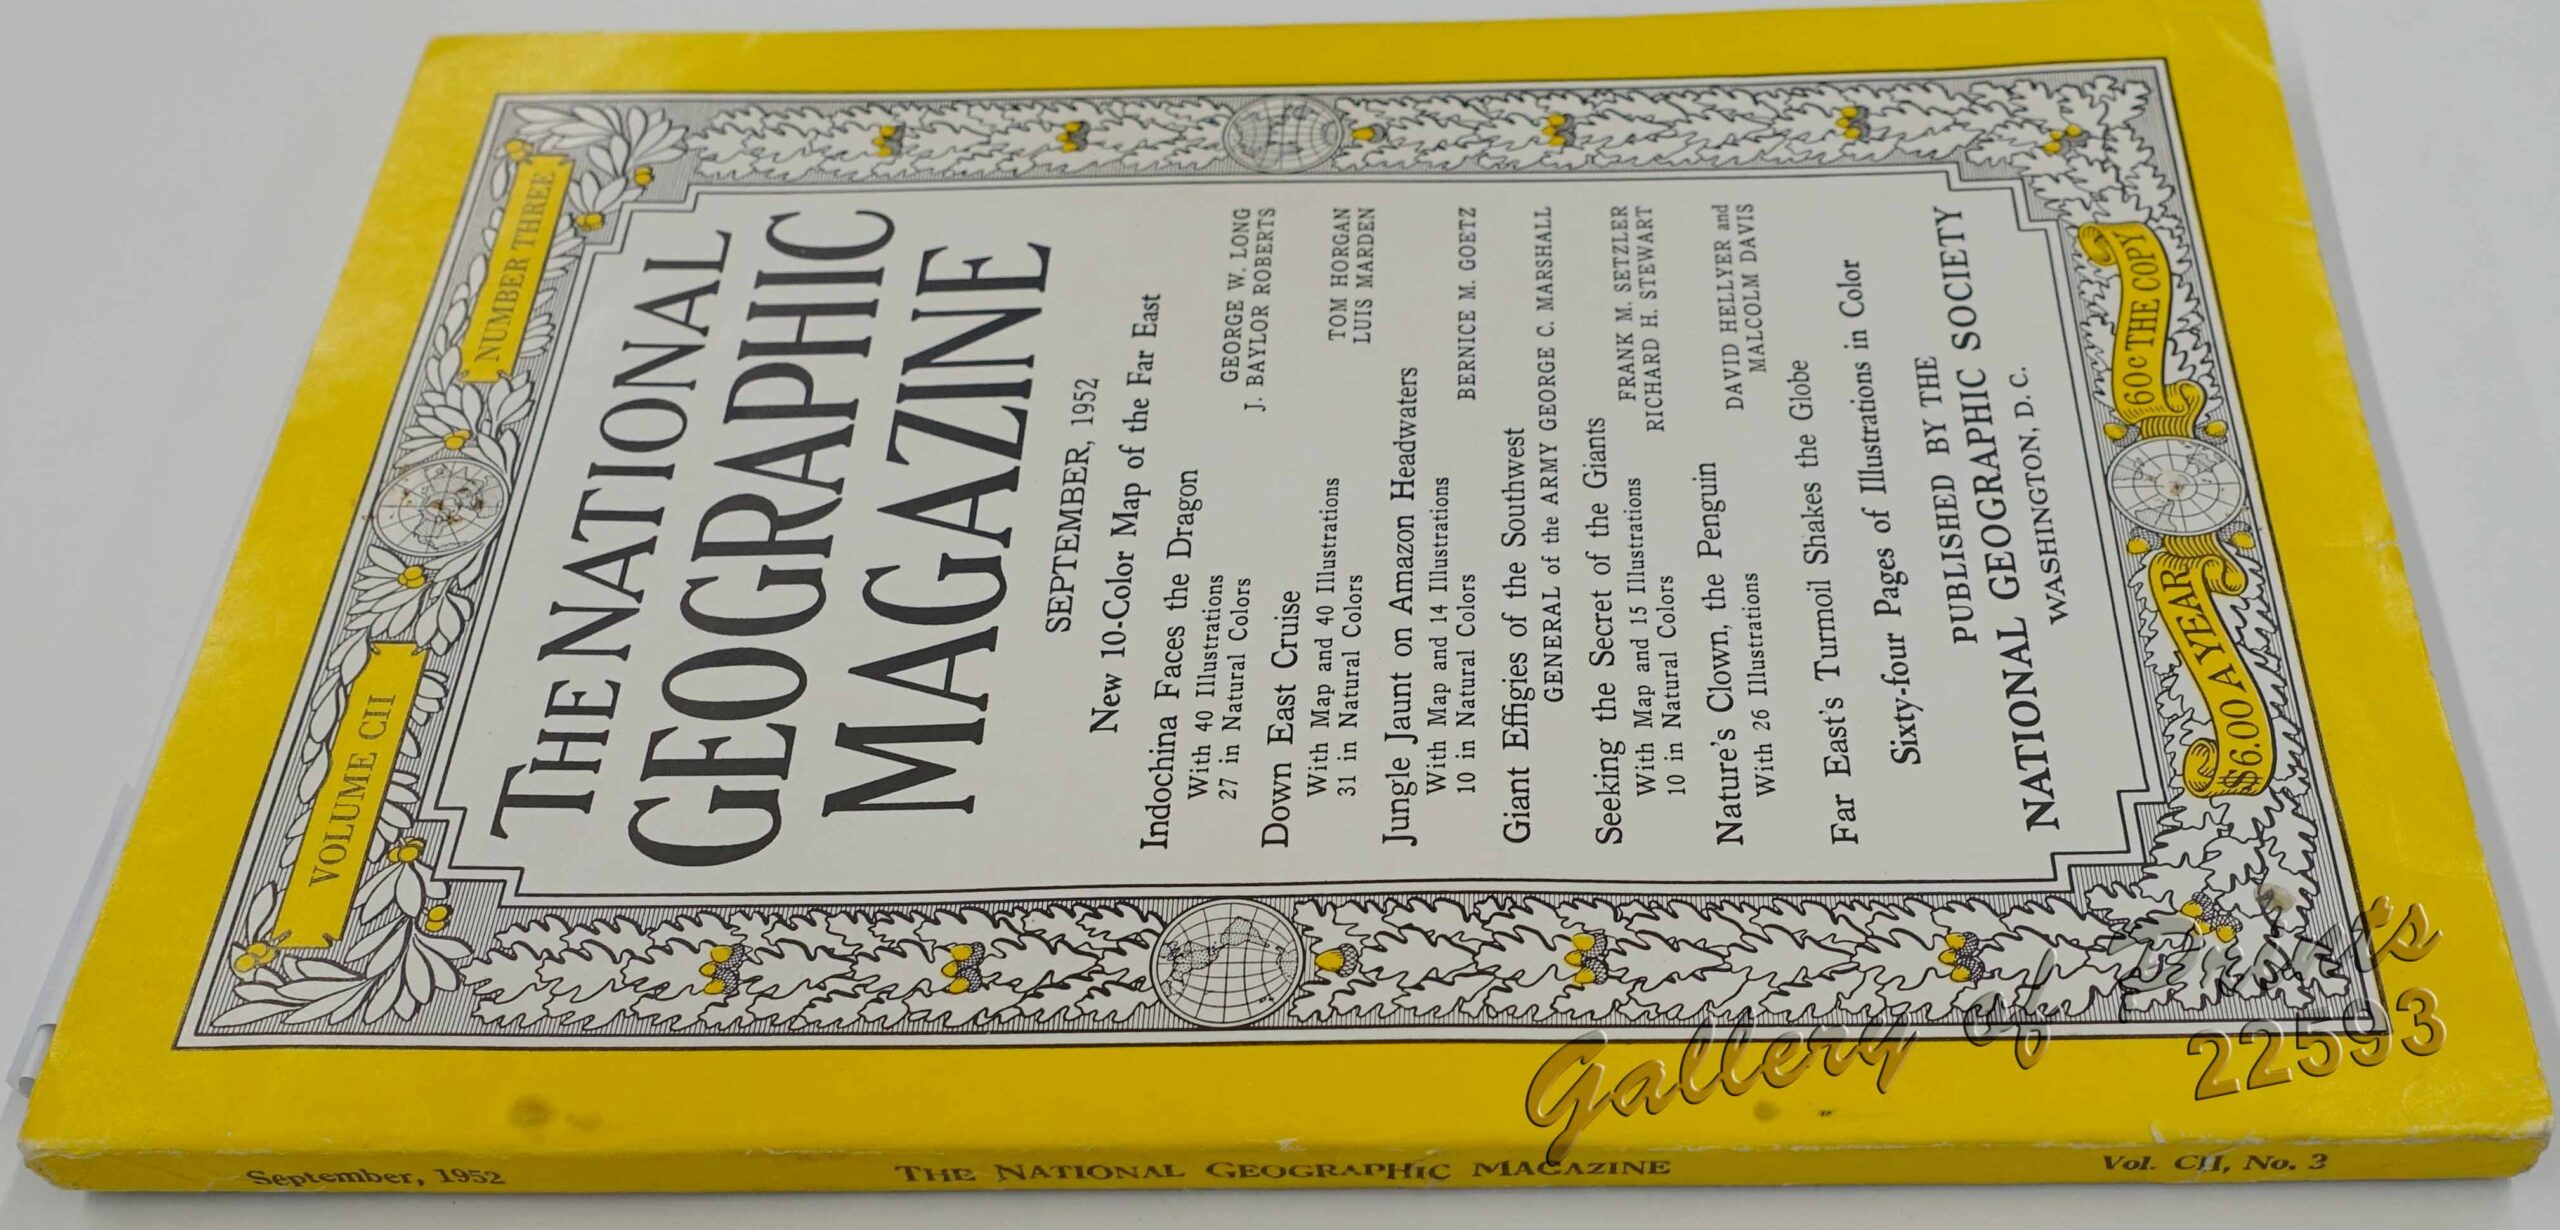 VOLUME CII
NUMBER THREE
THE NATIONAL
GEOGRAPHIC
MAGAZINE
SEPTEMBER, 1952
New 10-Color Map of the Far East
Indochina Faces the Dragon
With 40 Illustrations GEORGE W. LONG
27 in Natural Colors J. BAYLOR ROBERTS
Down East Cruise
With Map and 40 Illustrations TOM HORGAN
31 in Natural Colors LUIS MARDEN
Jungle Jaunt on Amazon Headwaters
With Map and 14 Illustrations
10 in Natural Colors BERNICE M. GOETZ
Giant Effigies of the Southwest
GENERAL of the ARMY GEORGE C. MARSHALL
Seeking the Secret of the Giants
With Map and 15 Illustrations FRANK M. SETZLER
10 in Natural Colors RICHARD H. STEWART
Nature's Clown, the Penguin
With 26 Illustrations DAVID HELLYER and
MALCOLM DAVIS
Far East's Turmoil Shakes the Globe
Sixty-four Pages of Illustrations in Color
PUBLISHED BY THE
NATIONAL GEOGRAPHIC SOCIETY
WASHINGTON, D. C.
$6.00 A YEAR
60c THE COPY
September, 1952
THE NATIONAL GEOGRAPHIC MAGAZINE
Vol. CII, No. 3
Gallery of Prints
22593